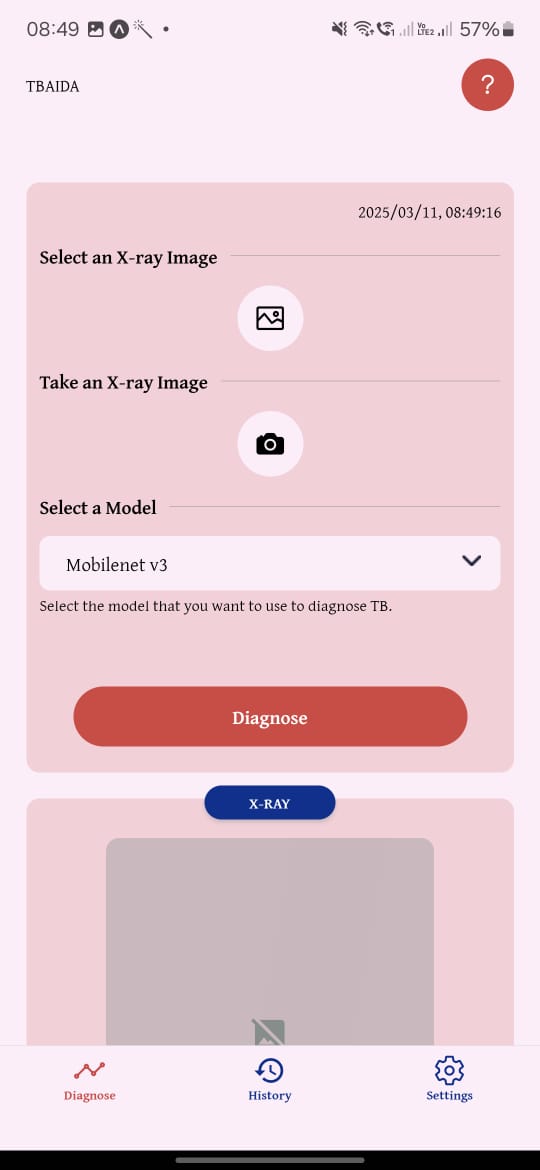 08:49
Vo
LTE2
57%
TBAIDA
?
2025/03/11, 08:49:16
Select an X-ray Image
Take an X-ray Image
Select a Model
Mobilenet v3
Select the model that you want to use to diagnose TB.
Diagnose
X-RAY
Diagnose
History
Settings